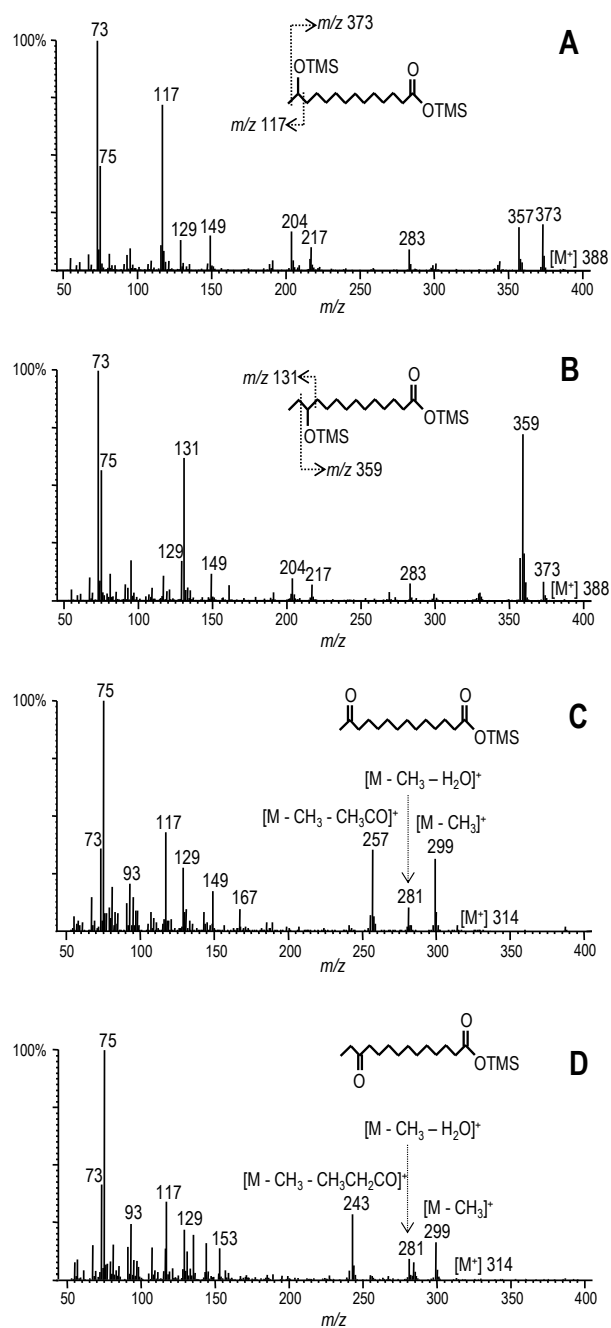 A
m/z 373
OTMS
O
OTMS
m/z 117
100%
73
117
75
129
149
204
217
283
357
373
[M⁺] 388
50 100 150 200 250 300 350 400
m/z
B
m/z 131
O
OTMS
OTMS
m/z 359
100%
73
75
131
129
149
204
217
283
359
373
[M⁺] 388
50 100 150 200 250 300 350 400
m/z
C
O
O
OTMS
[M - CH₃ – H₂O]⁺
[M - CH₃ - CH₃CO]⁺
[M - CH₃]⁺
100%
75
73
93
117
129
149
167
257
281
299
[M⁺] 314
50 100 150 200 250 300 350 400
m/z
D
O
O
OTMS
[M - CH₃ – H₂O]⁺
[M - CH₃ - CH₃CH₂CO]⁺
[M - CH₃]⁺
100%
75
73
93
117
129
153
243
281
299
[M⁺] 314
50 100 150 200 250 300 350 400
m/z